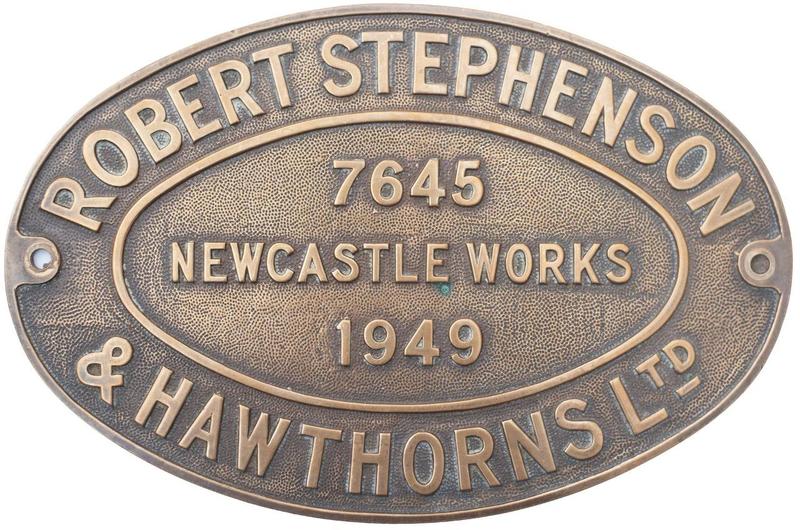 ROBERT STEPHENSON
7645
NEWCASTLE WORKS
1949
& HAWTHORNS LTD